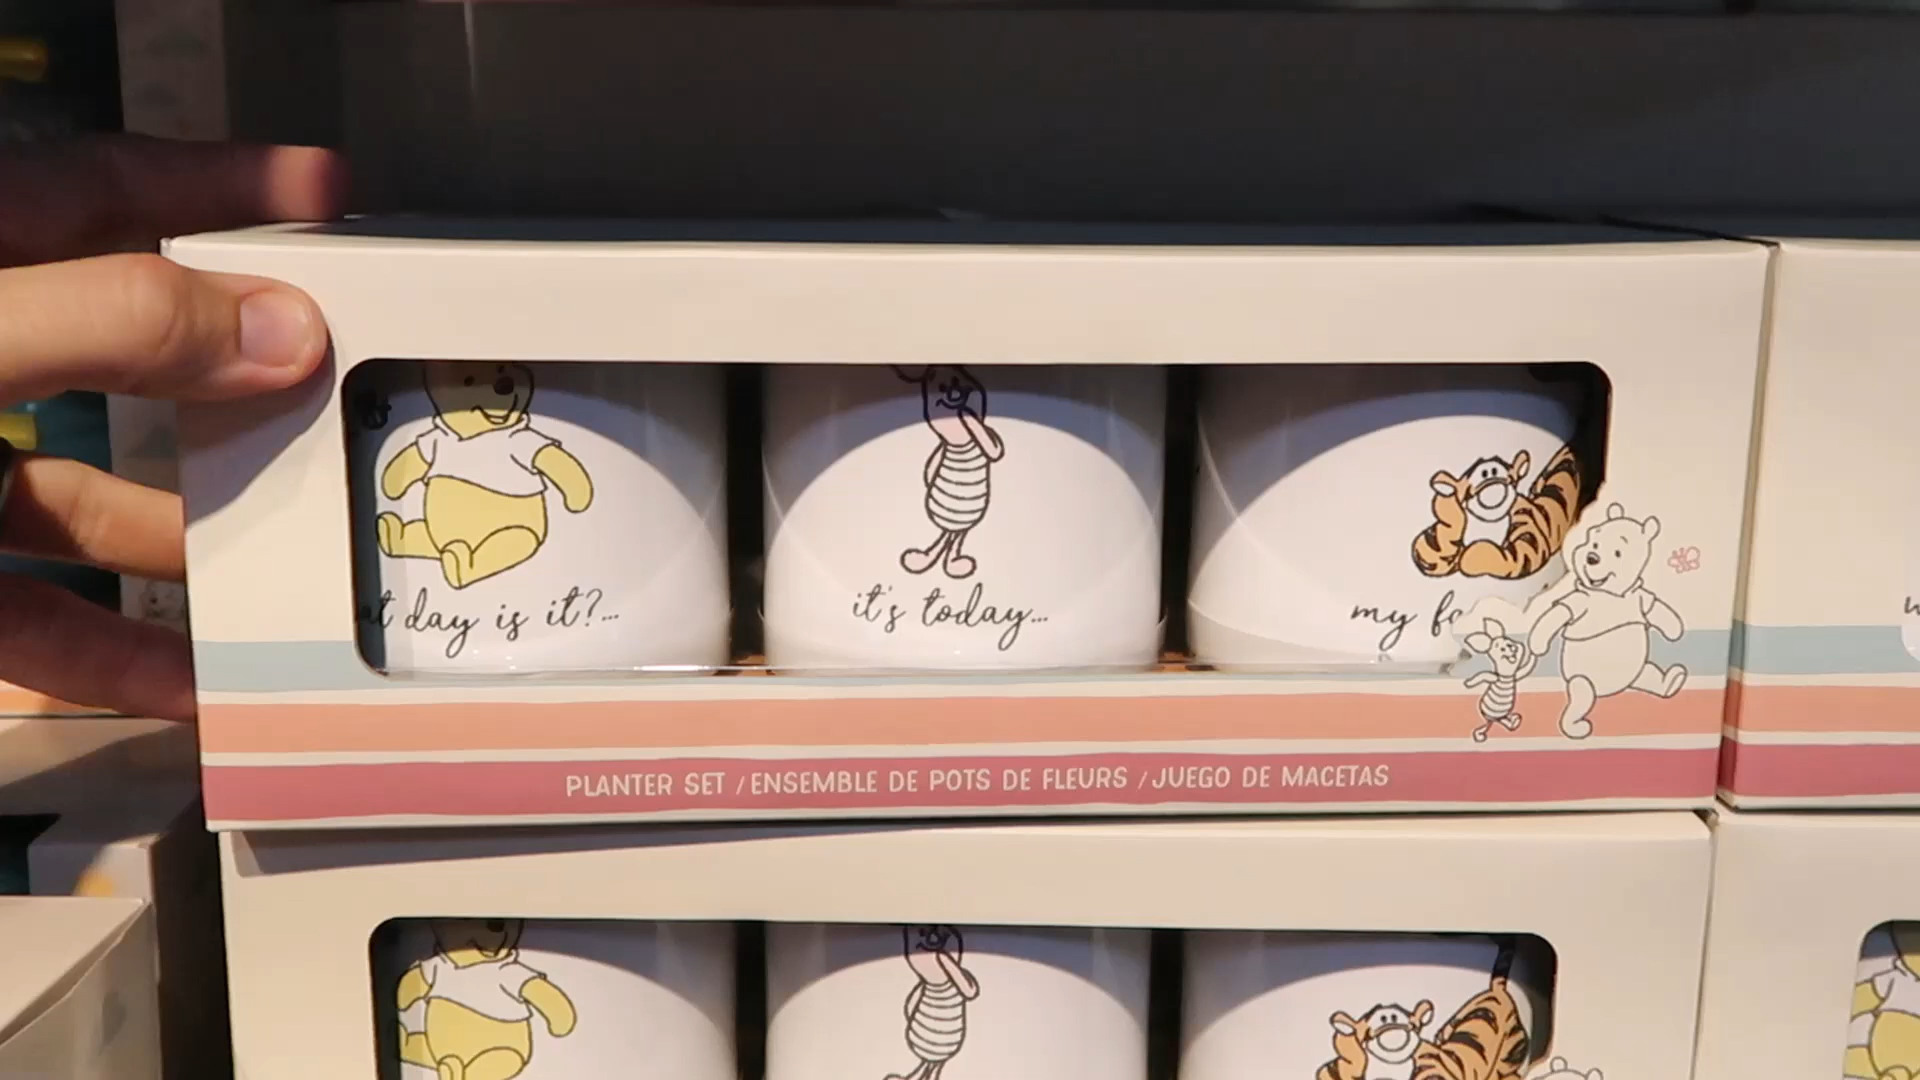 day is it?...
it's today...
my
PLANTER SET / ENSEMBLE DE POTS DE FLEURS / JUEGO DE MACETAS